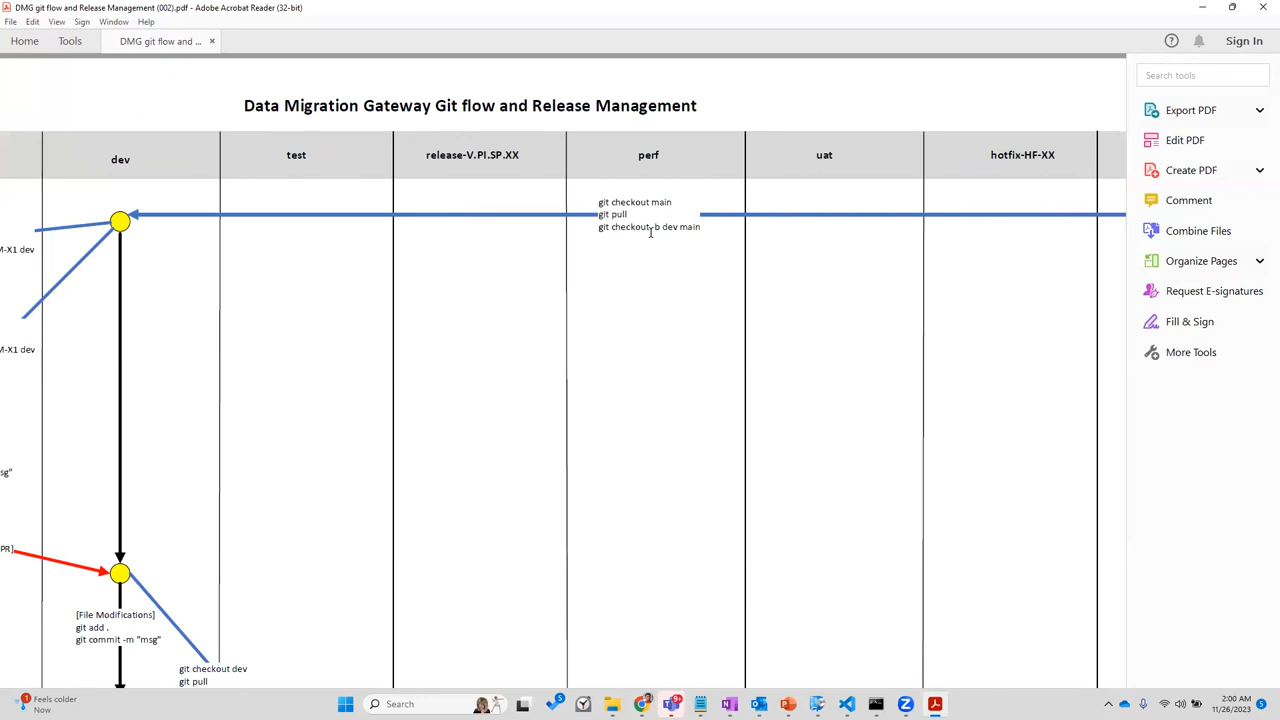 DMG git flow and Release Management (002).pdf - Adobe Acrobat Reader (32-bit)
File Edit View Sign Window Help
Home Tools DMG git flow and ... × Sign In
Search tools
Export PDF
Edit PDF
Create PDF
Comment
Combine Files
Organize Pages
Request E-signatures
Fill & Sign
More Tools
Data Migration Gateway Git flow and Release Management
dev test release-V.PI.SP.XX perf uat hotfix-HF-XX
git checkout main
git pull
git checkout -b dev main
M-X1 dev
M-X1 dev
sg"
PR]
[File Modifications]
git add .
git commit -m "msg"
git checkout dev
git pull
1
Feels colder
Now
Search
9+
2:00 AM
11/26/2023
5